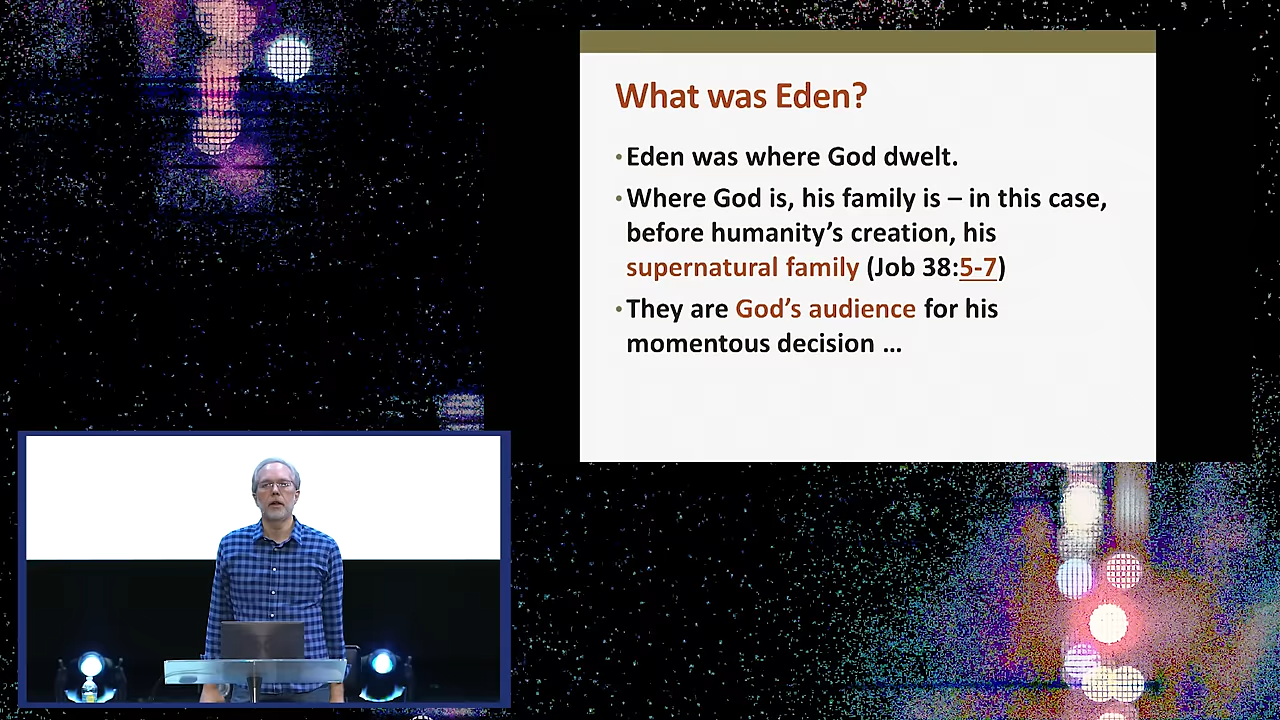 What was Eden?
•Eden was where God dwelt.
•Where God is, his family is – in this case,
before humanity’s creation, his
supernatural family (Job 38:5-7)
•They are God’s audience for his
momentous decision …